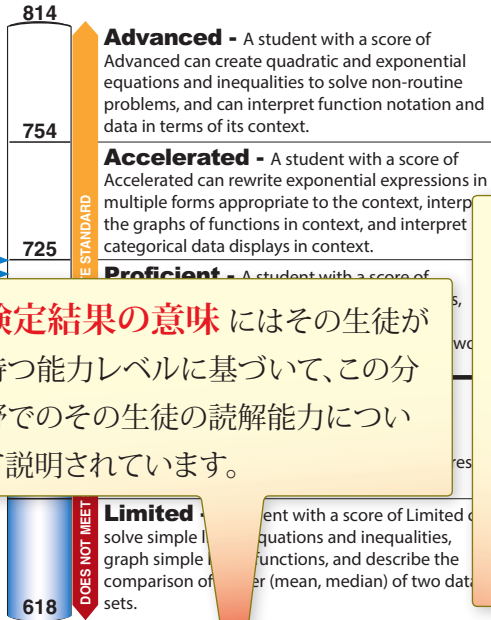 814
Advanced - A student with a score of
Advanced can create quadratic and exponential
equations and inequalities to solve non-routine
problems, and can interpret function notation and
data in terms of its context.
754
Accelerated - A student with a score of
Accelerated can rewrite exponential expressions in
multiple forms appropriate to the context,
the graphs of functions in context, and interpret
categorical data displays in context.
725
STANDARD
Proficient - A student with a score of
検定結果の意味 にはその生徒が
持つ能力レベルに基づいて、この分
野でのその生徒の読解能力につい
て説明されています。
DOES NOT MEET
Limited - with a score of Limited
solve simple equations and inequalities,
graph simple functions, and describe the
comparison of (mean, median) of two data
sets.
618